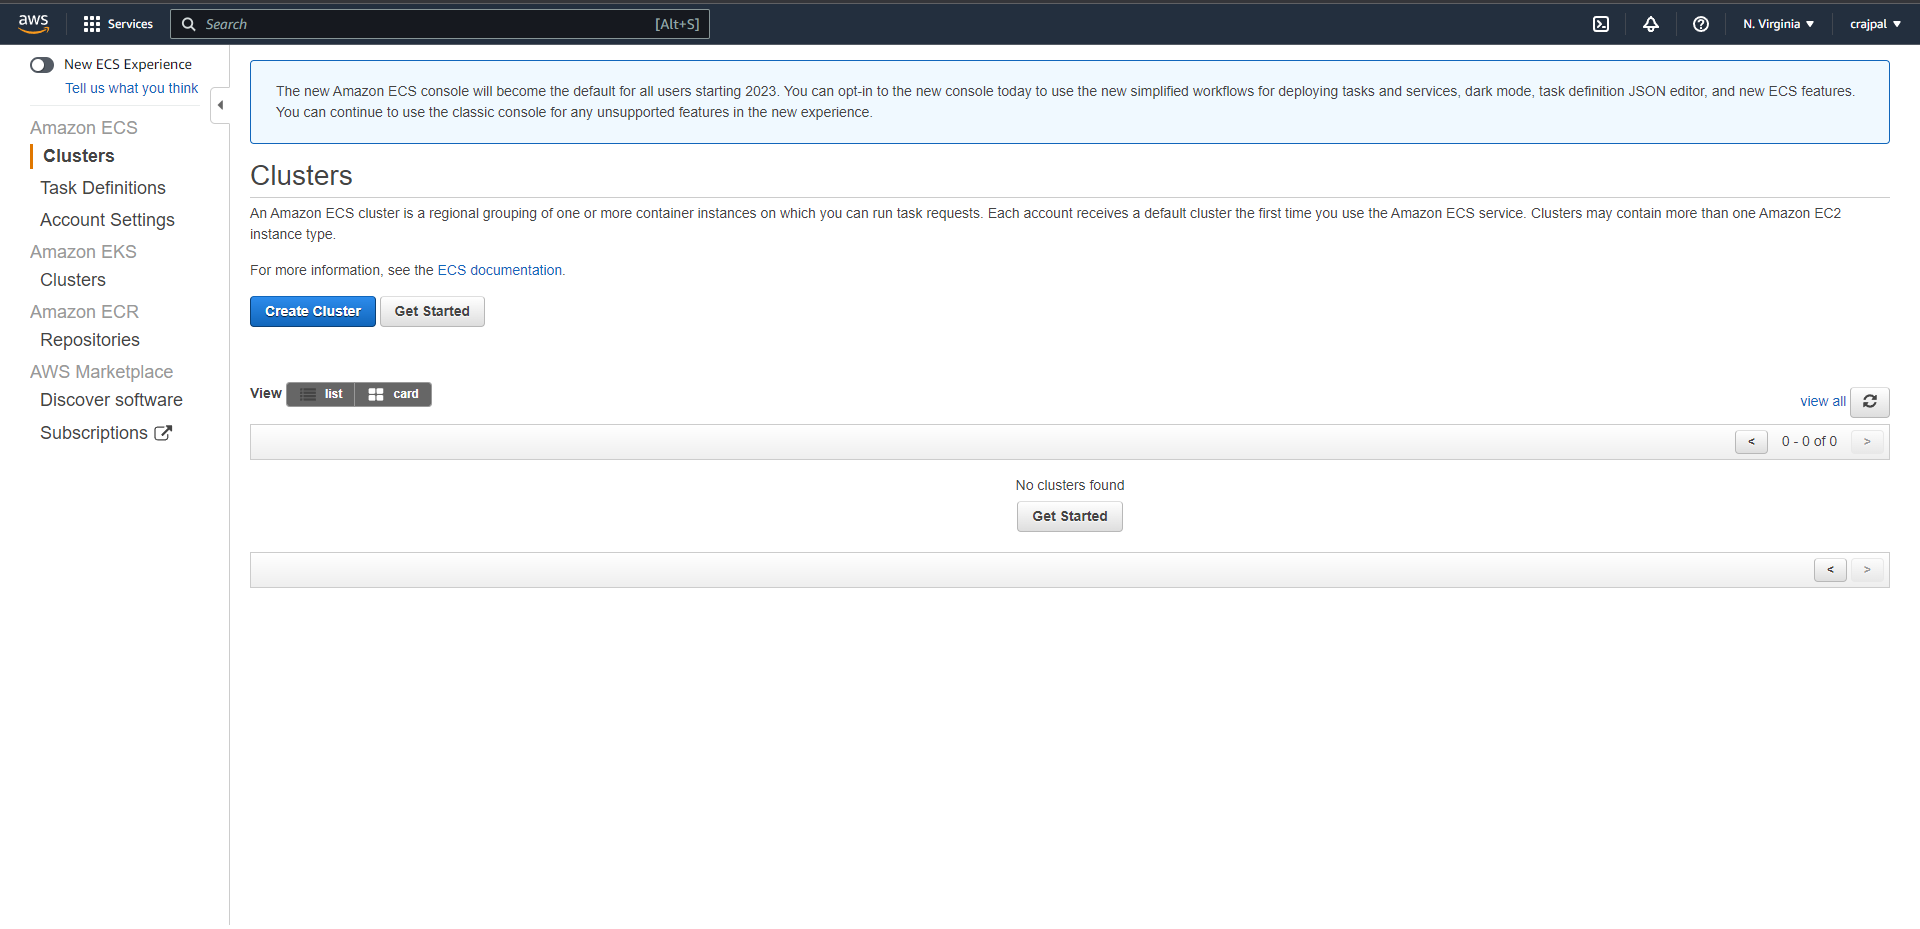 aws
Services
Search
[Alt+S]
N. Virginia
crajpal
New ECS Experience
Tell us what you think
Amazon ECS
Clusters
Task Definitions
Account Settings
Amazon EKS
Clusters
Amazon ECR
Repositories
AWS Marketplace
Discover software
Subscriptions
The new Amazon ECS console will become the default for all users starting 2023. You can opt-in to the new console today to use the new simplified workflows for deploying tasks and services, dark mode, task definition JSON editor, and new ECS features.
You can continue to use the classic console for any unsupported features in the new experience.
Clusters
An Amazon ECS cluster is a regional grouping of one or more container instances on which you can run task requests. Each account receives a default cluster the first time you use the Amazon ECS service. Clusters may contain more than one Amazon EC2
instance type.
For more information, see the ECS documentation.
Create Cluster
Get Started
View
list
card
view all
<
0 - 0 of 0
>
No clusters found
Get Started
<
>